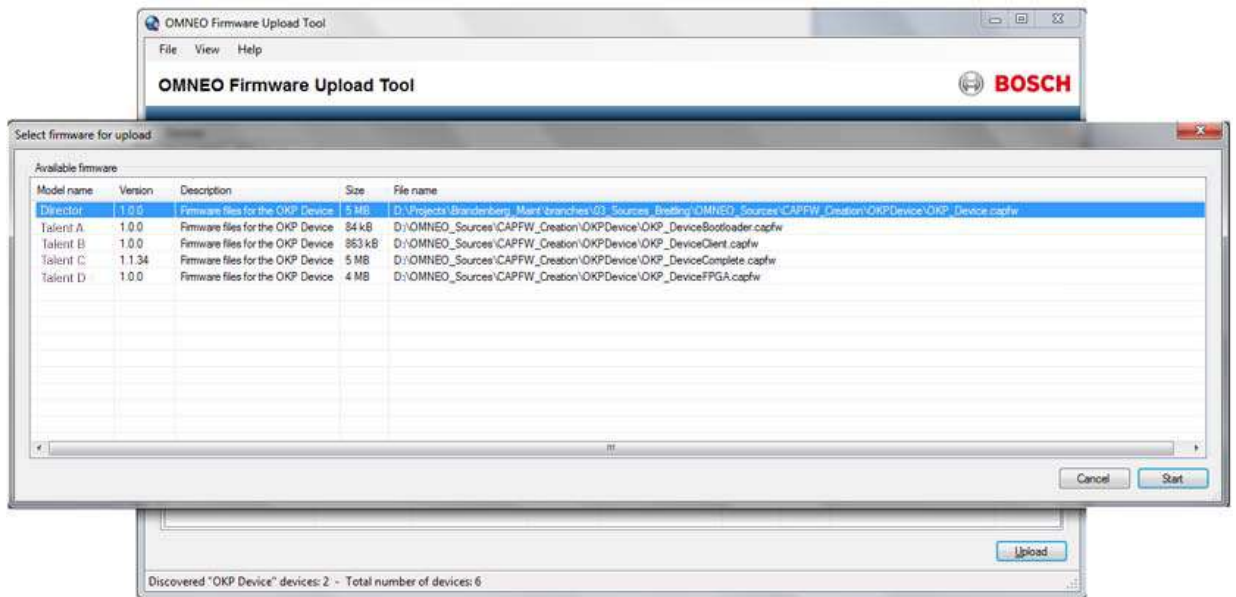 OMNEO Firmware Upload Tool
File View Help
OMNEO Firmware Upload Tool
BOSCH
Select firmware for upload
Available firmware
Model name Version Description Size File name
Director 1.0.0 Firmware files for the OKP Device 5 MB D:\Projects\Brandenberg_Maint\branches\03_Sources_Breitling\OMNEO_Sources\CAPFW_Creation\OKPDevice\OKP_Device.capfw
Talent A 1.0.0 Firmware files for the OKP Device 84 kB D:\OMNEO_Sources\CAPFW_Creation\OKPDevice\OKP_DeviceBootloader.capfw
Talent B 1.0.0 Firmware files for the OKP Device 863 kB D:\OMNEO_Sources\CAPFW_Creation\OKPDevice\OKP_DeviceClient.capfw
Talent C 1.1.34 Firmware files for the OKP Device 5 MB D:\OMNEO_Sources\CAPFW_Creation\OKPDevice\OKP_DeviceComplete.capfw
Talent D 1.0.0 Firmware files for the OKP Device 4 MB D:\OMNEO_Sources\CAPFW_Creation\OKPDevice\OKP_DeviceFPGA.capfw
Cancel Start
Upload
Discovered "OKP Device" devices: 2 - Total number of devices: 6